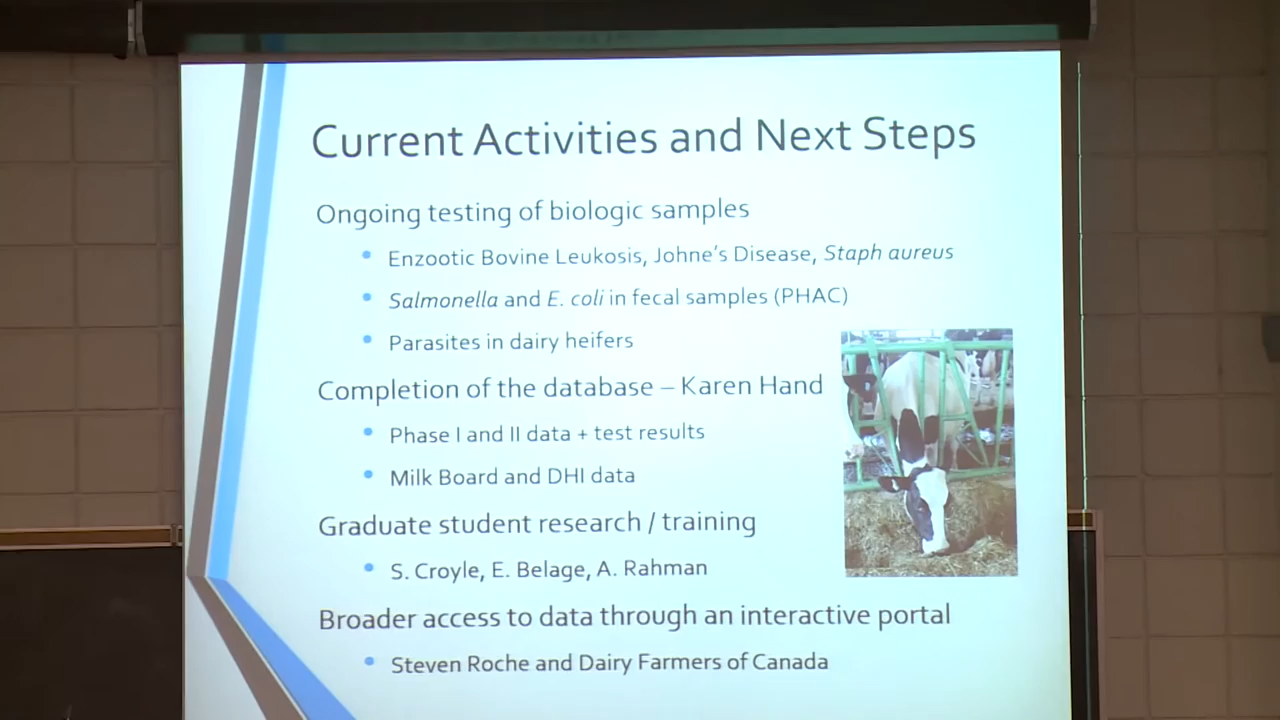 Current Activities and Next Steps
Ongoing testing of biologic samples
• Enzootic Bovine Leukosis, Johne's Disease, Staph aureus
• Salmonella and E. coli in fecal samples (PHAC)
• Parasites in dairy heifers
Completion of the database – Karen Hand
• Phase I and II data + test results
• Milk Board and DHI data
Graduate student research / training
• S. Croyle, E. Belage, A. Rahman
Broader access to data through an interactive portal
• Steven Roche and Dairy Farmers of Canada